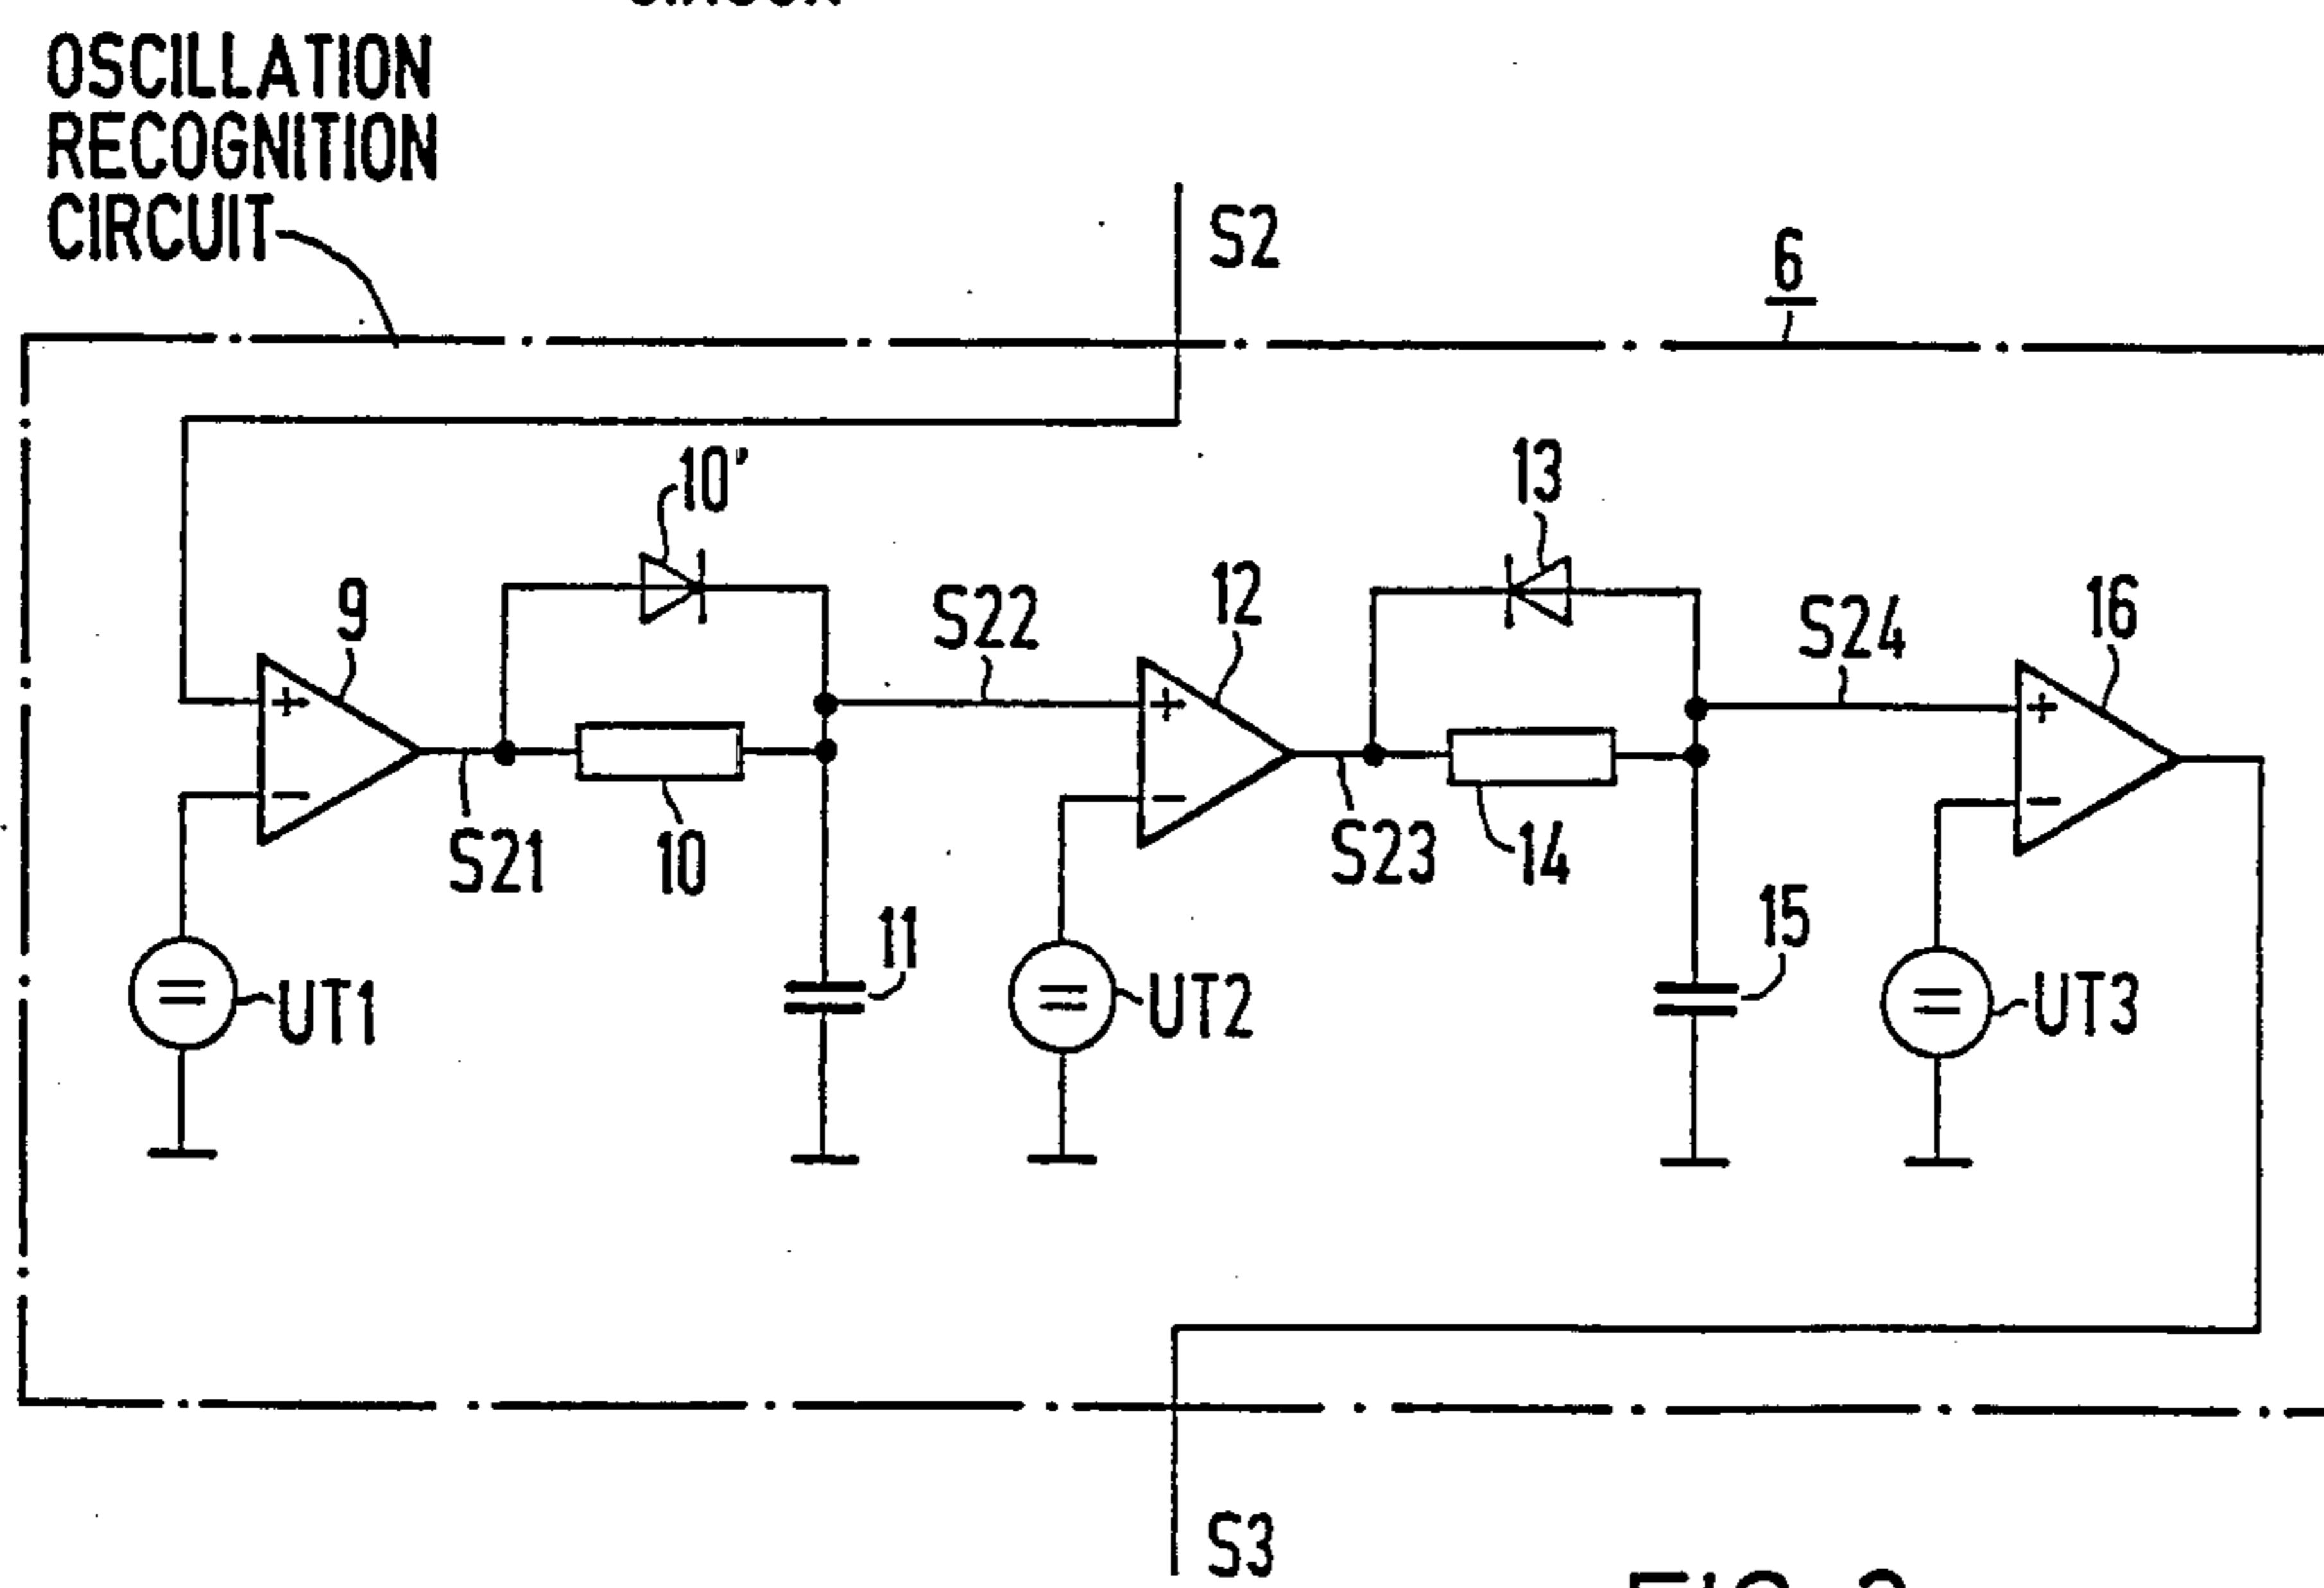 OSCILLATION
RECOGNITION
CIRCUIT
S2
6
10'
13
9
S22
12
S24
16
+
+
+
−
−
−
S21
10
S23
14
11
15
=
UT1
=
UT2
=
UT3
S3